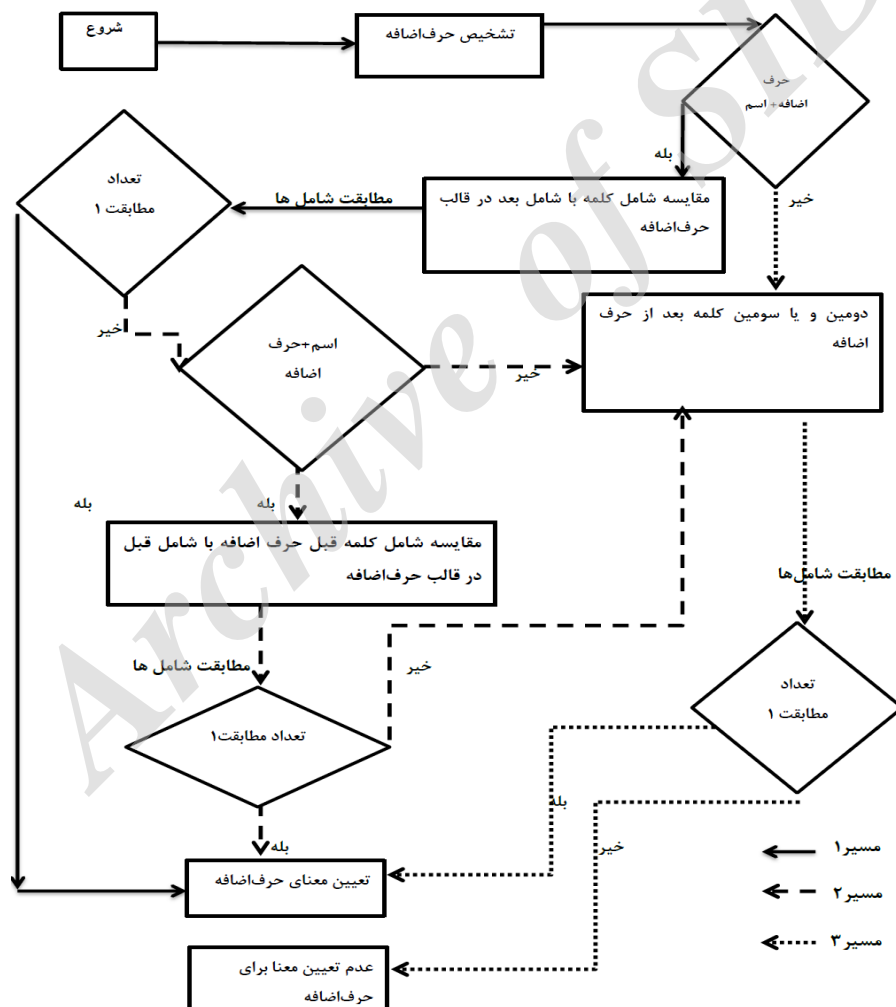 شروع
تشخیص حرف‌اضافه
حرف
اضافه+ اسم
بله
خیر
مقایسه شامل کلمه با شامل بعد در قالب
حرف‌اضافه
مطابقت شامل ها
تعداد
مطابقت ۱
خیر
دومین و یا سومین کلمه بعد از حرف
اضافه
اسم+حرف
اضافه
خیر
بله
بله
مقایسه شامل کلمه قبل حرف اضافه با شامل قبل
در قالب حرف‌اضافه
مطابقت شامل‌ها
مطابقت شامل ها
خیر
تعداد
مطابقت ۱
تعداد مطابقت۱
بله
خیر
بله
تعیین معنای حرف‌اضافه
عدم تعیین معنا برای
حرف‌اضافه
مسیر۱
مسیر۲
مسیر۳
Archive of SID